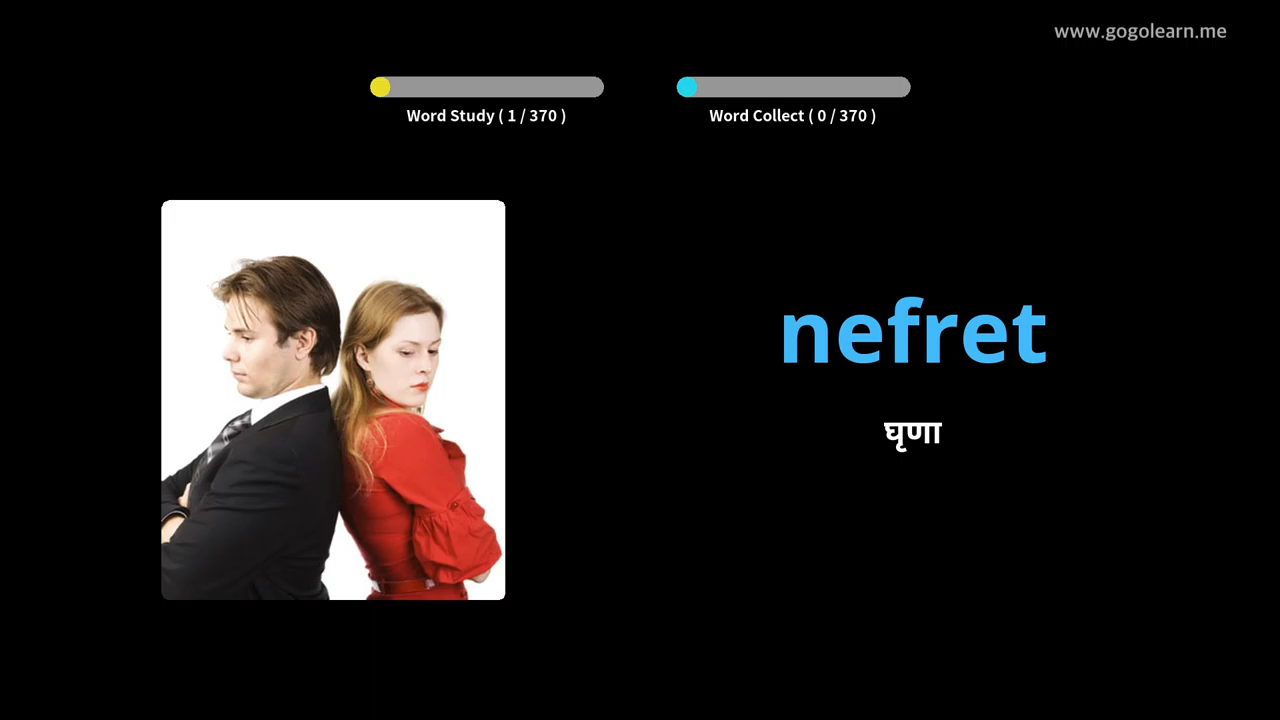 www.gogolearn.me
Word Study ( 1 / 370 )
Word Collect ( 0 / 370 )
nefret
घृणा